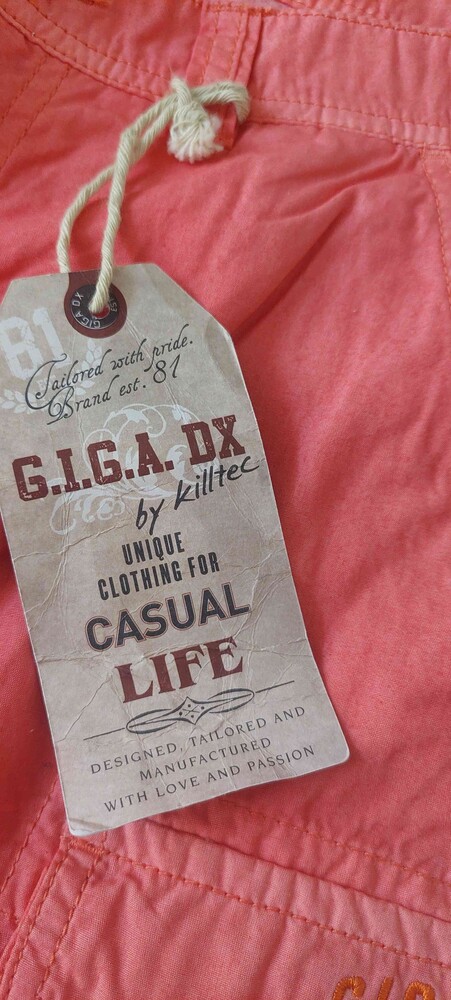 GIGA DX
81
Tailored with pride.
Brand est. 81
G.I.G.A. DX
by killtec
UNIQUE
CLOTHING FOR
CASUAL
LIFE
DESIGNED, TAILORED AND
MANUFACTURED
WITH LOVE AND PASSION